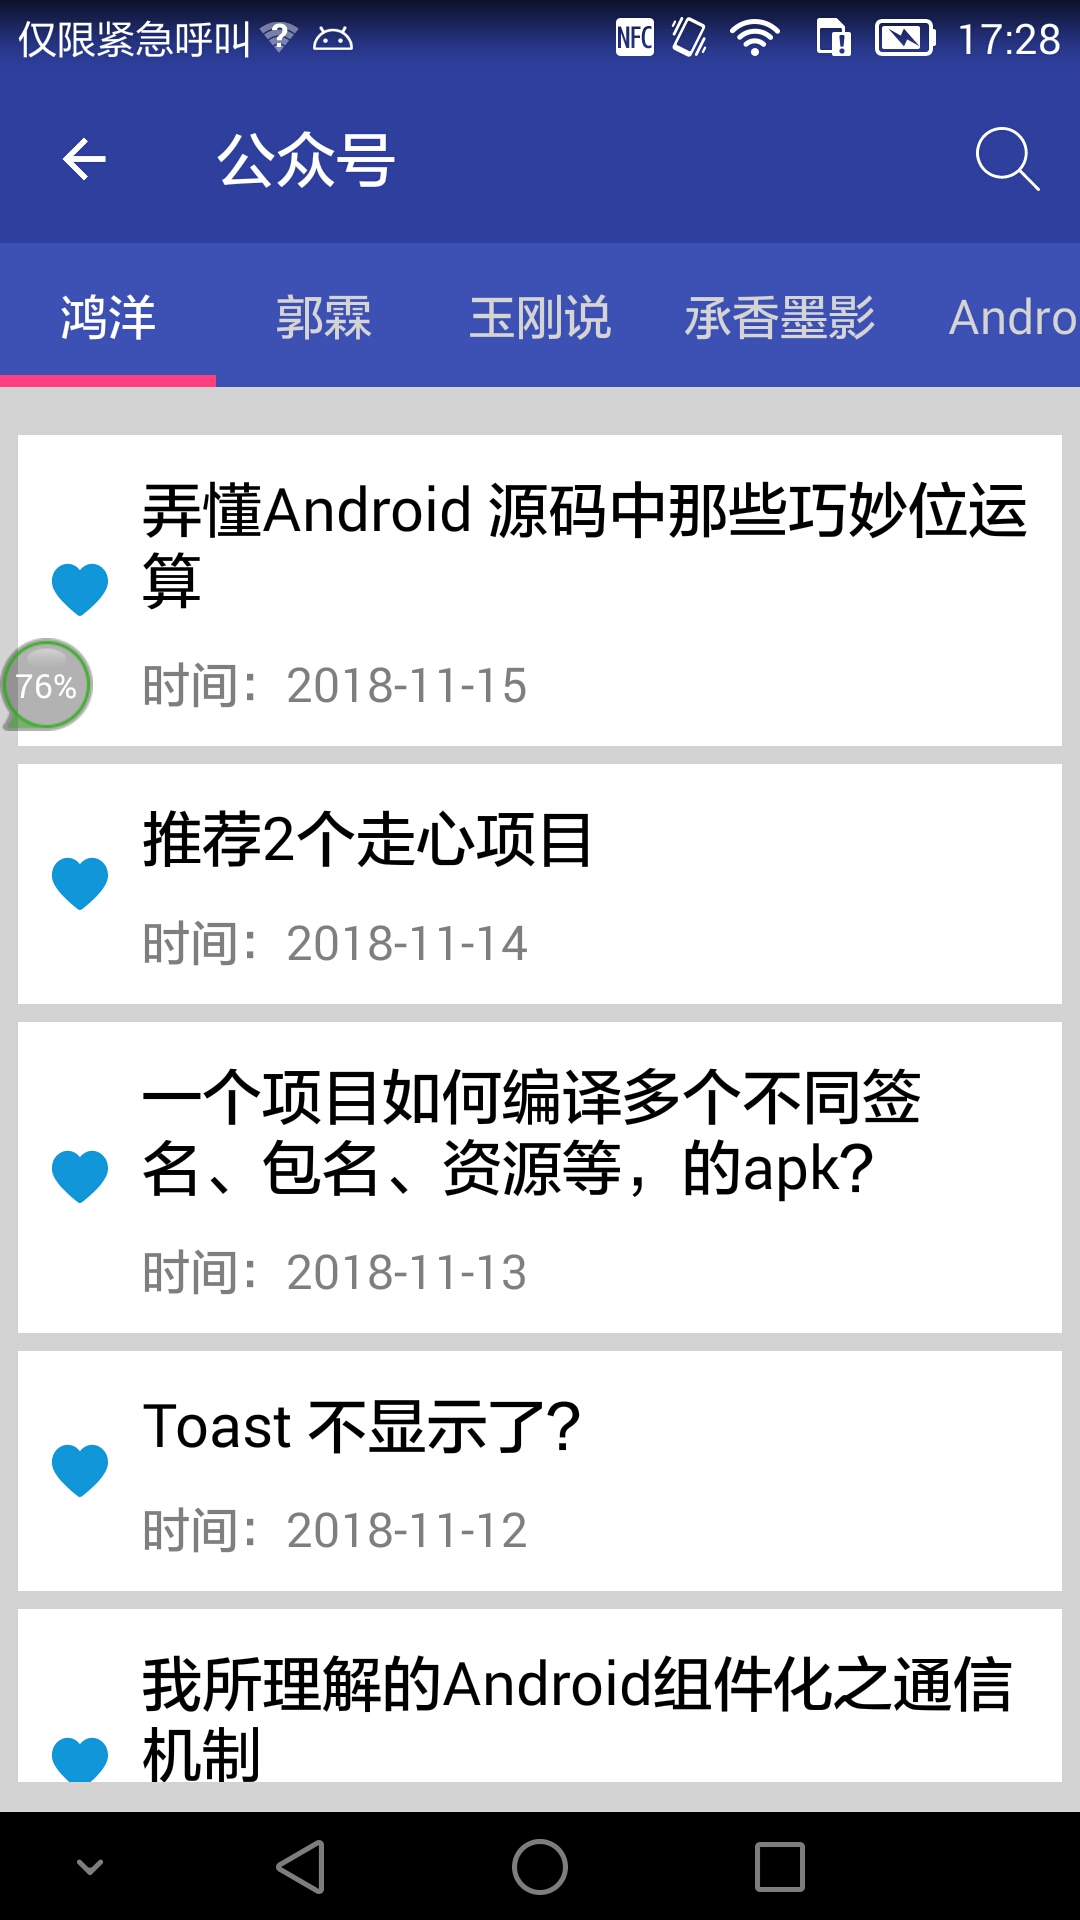 仅限紧急呼叫 ? NFC 17:28
公众号
鸿洋 郭霖 玉刚说 承香墨影 Andro
弄懂Android 源码中那些巧妙位运
算
时间：2018-11-15
76%
推荐2个走心项目
时间：2018-11-14
一个项目如何编译多个不同签
名、包名、资源等，的apk？
时间：2018-11-13
Toast 不显示了？
时间：2018-11-12
我所理解的Android组件化之通信
机制